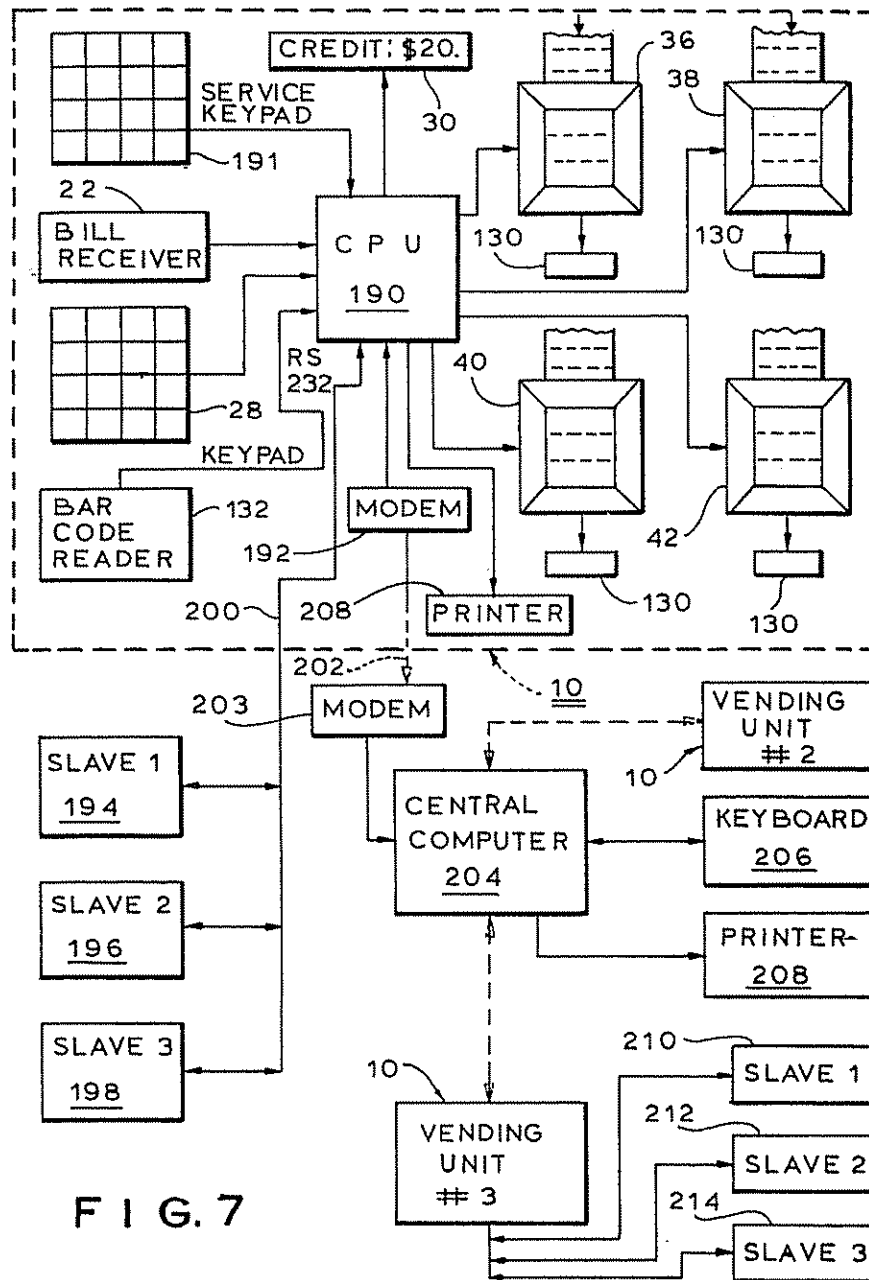 CREDIT: $20.
30
36
38
SERVICE
KEYPAD
191
22
BILL
RECEIVER
CPU
190
130
130
28
RS
232
KEYPAD
40
42
BAR
CODE
READER
132
MODEM
192
200
208
PRINTER
130
130
202
10
203
MODEM
VENDING
UNIT
#2
10
SLAVE 1
194
CENTRAL
COMPUTER
204
KEYBOARD
206
SLAVE 2
196
PRINTER
208
SLAVE 3
198
10
VENDING
UNIT
#3
210
SLAVE 1
212
SLAVE 2
214
SLAVE 3
FIG. 7